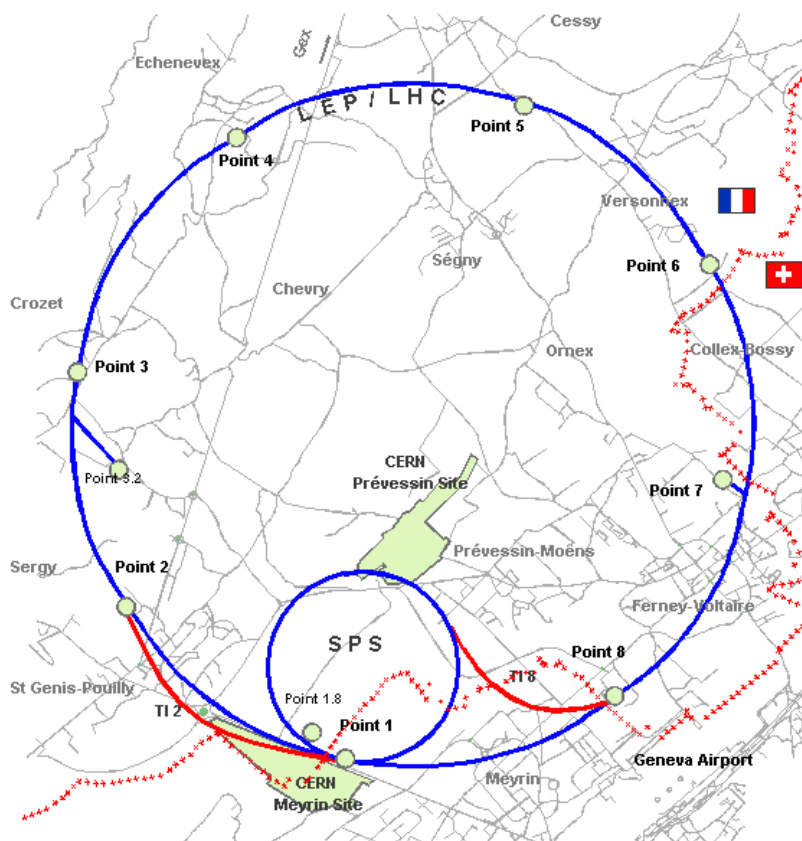 Cessy
Gex
Echenevex
LEP / LHC
Point 5
Point 4
Versonnex
Ségny
Point 6
Chevry
Crozet
Ornex
Collex-Bossy
Point 3
CERN
Prévessin Site
Point 3.2
Point 7
Prévessin-Moëns
Sergy
Point 2
Ferney-Voltaire
SPS
Point 8
TI 8
St Genis-Pouilly
Point 1.8
TI 2
Point 1
Geneva Airport
CERN
Meyrin Site
Meyrin